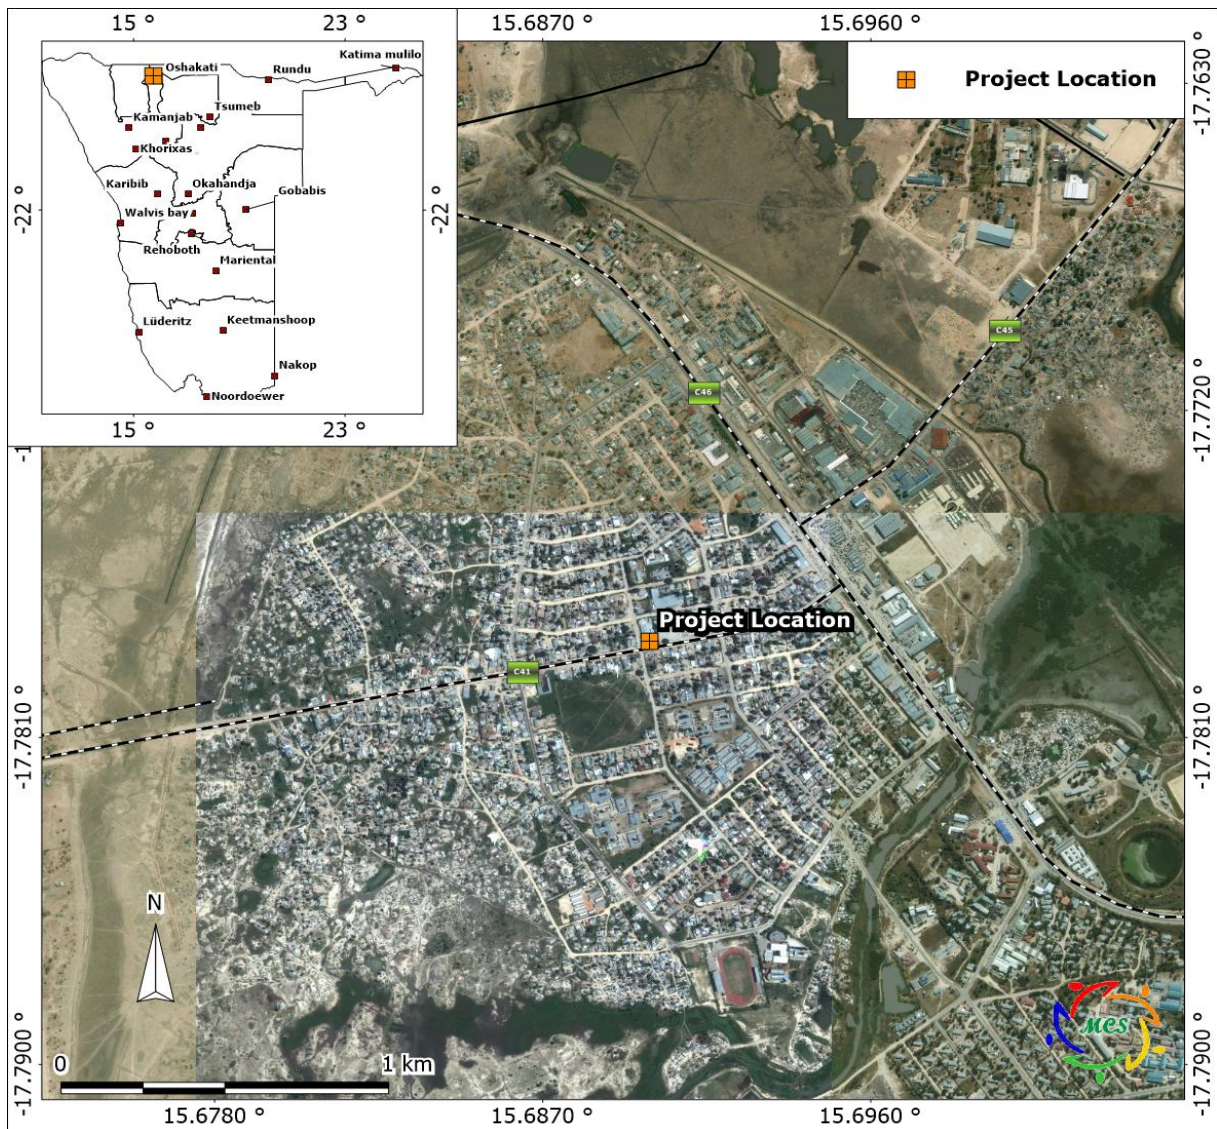 15 °
23 °
15.6870 °
15.6960 °
Katima mulilo
Oshakati
Rundu
Project Location
-17.7630 °
Tsumeb
Kamanjab
Khorixas
Karibib
Okahandja
Gobabis
-22 °
-22 °
Walvis bay
Rehoboth
Mariental
Lüderitz
Keetmanshoop
C45
Nakop
C46
Noordoewer
-17.7720 °
15 °
23 °
Project Location
C41
-17.7810 °
-17.7810 °
N
MCS
-17.7900 °
0
1 km
-17.7900 °
15.6780 °
15.6870 °
15.6960 °